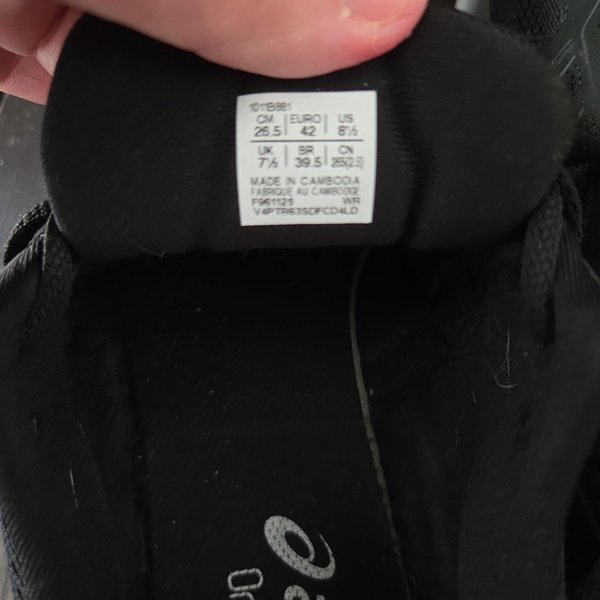 1011B881
CM EURO US
26.5 42 8½
UK BR CN
7½ 39.5 265(2.5)
MADE IN CAMBODIA
FABRIQUE AU CAMBODGE
F961123 WR
V4PTR63SDFCD4LD